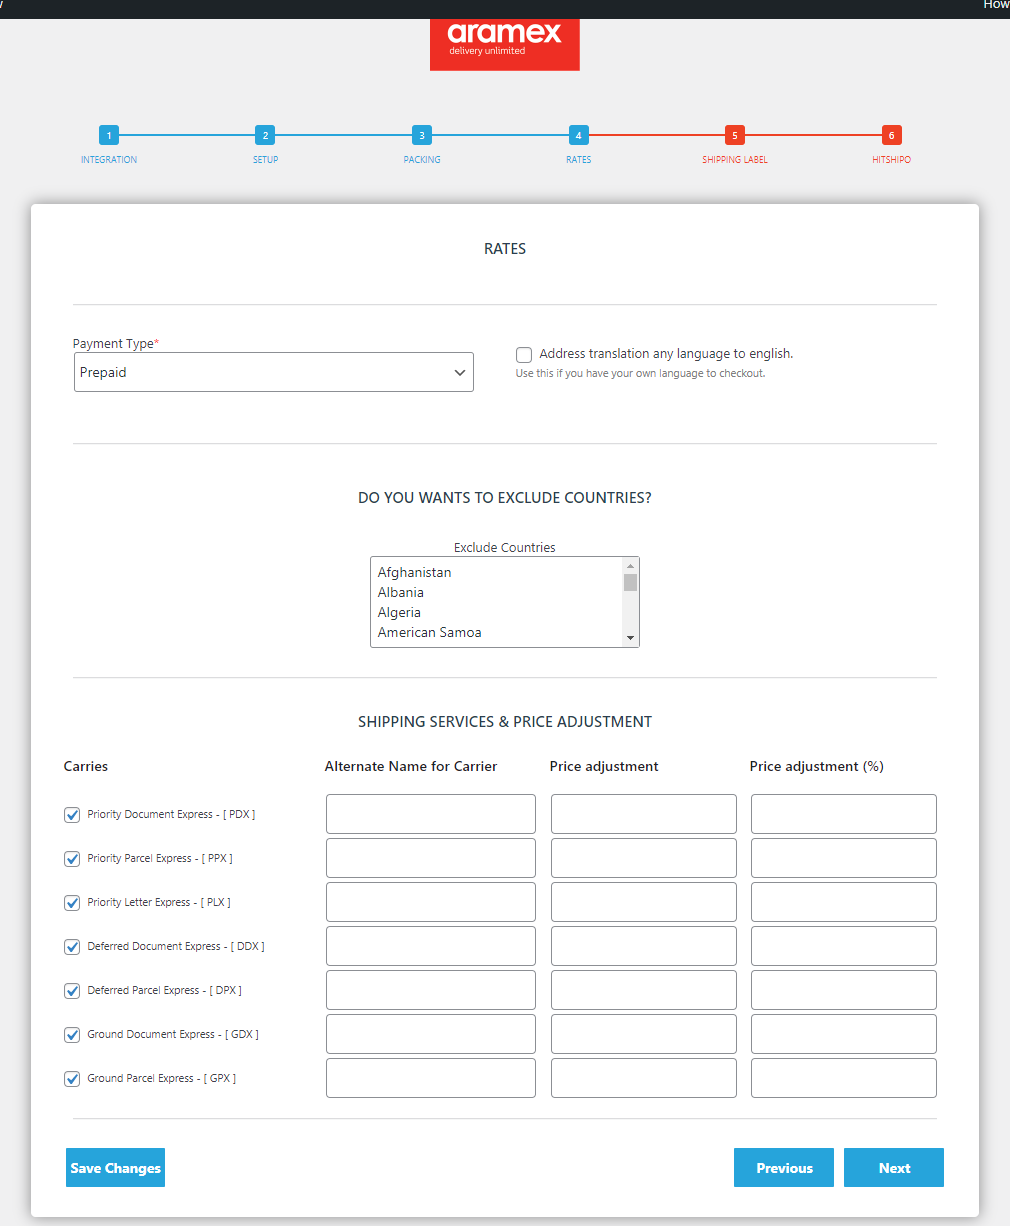 How
aramex
delivery unlimited
1
2
3
4
5
6
INTEGRATION
SETUP
PACKING
RATES
SHIPPING LABEL
HITSHIPO
RATES
Payment Type*
Prepaid
Address translation any language to english.
Use this if you have your own language to checkout.
DO YOU WANTS TO EXCLUDE COUNTRIES?
Exclude Countries
Afghanistan
Albania
Algeria
American Samoa
SHIPPING SERVICES & PRICE ADJUSTMENT
Carries Alternate Name for Carrier Price adjustment Price adjustment (%)
Priority Document Express - [ PDX ]
Priority Parcel Express - [ PPX ]
Priority Letter Express - [ PLX ]
Deferred Document Express - [ DDX ]
Deferred Parcel Express - [ DPX ]
Ground Document Express - [ GDX ]
Ground Parcel Express - [ GPX ]
Save Changes
Previous
Next